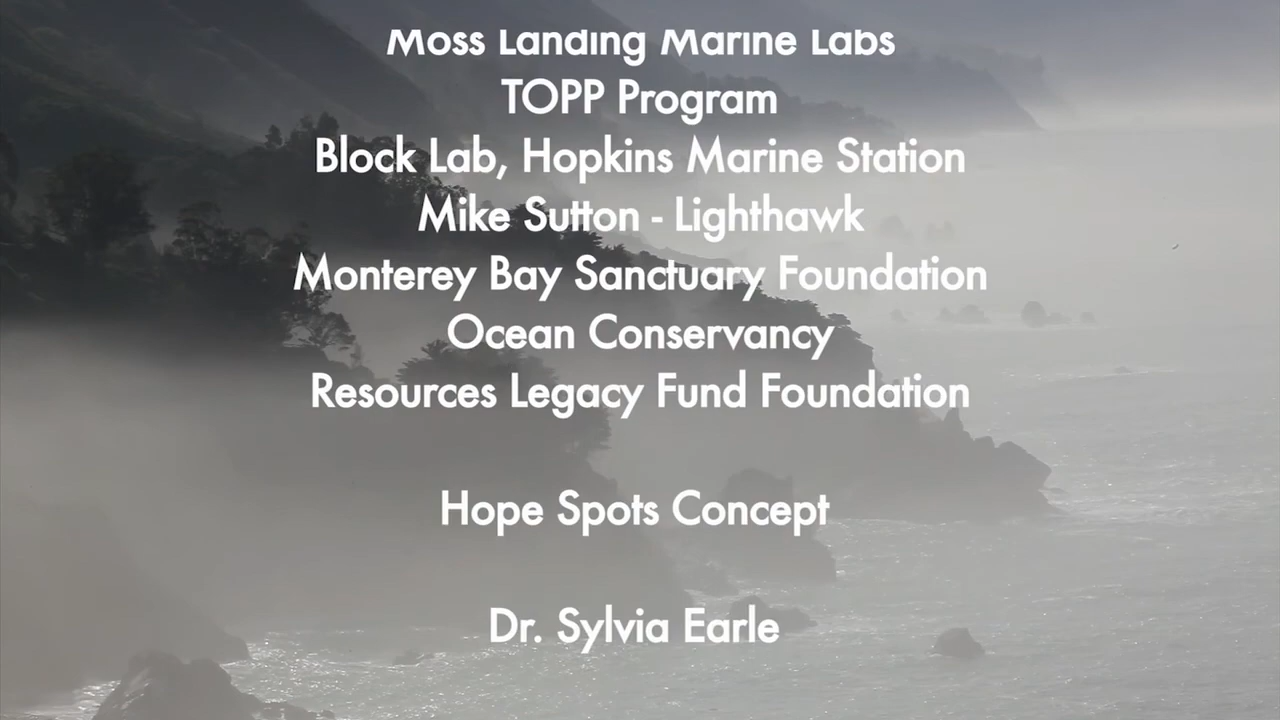 Moss Landing Marine Labs
TOPP Program
Block Lab, Hopkins Marine Station
Mike Sutton - Lighthawk
Monterey Bay Sanctuary Foundation
Ocean Conservancy
Resources Legacy Fund Foundation
Hope Spots Concept
Dr. Sylvia Earle